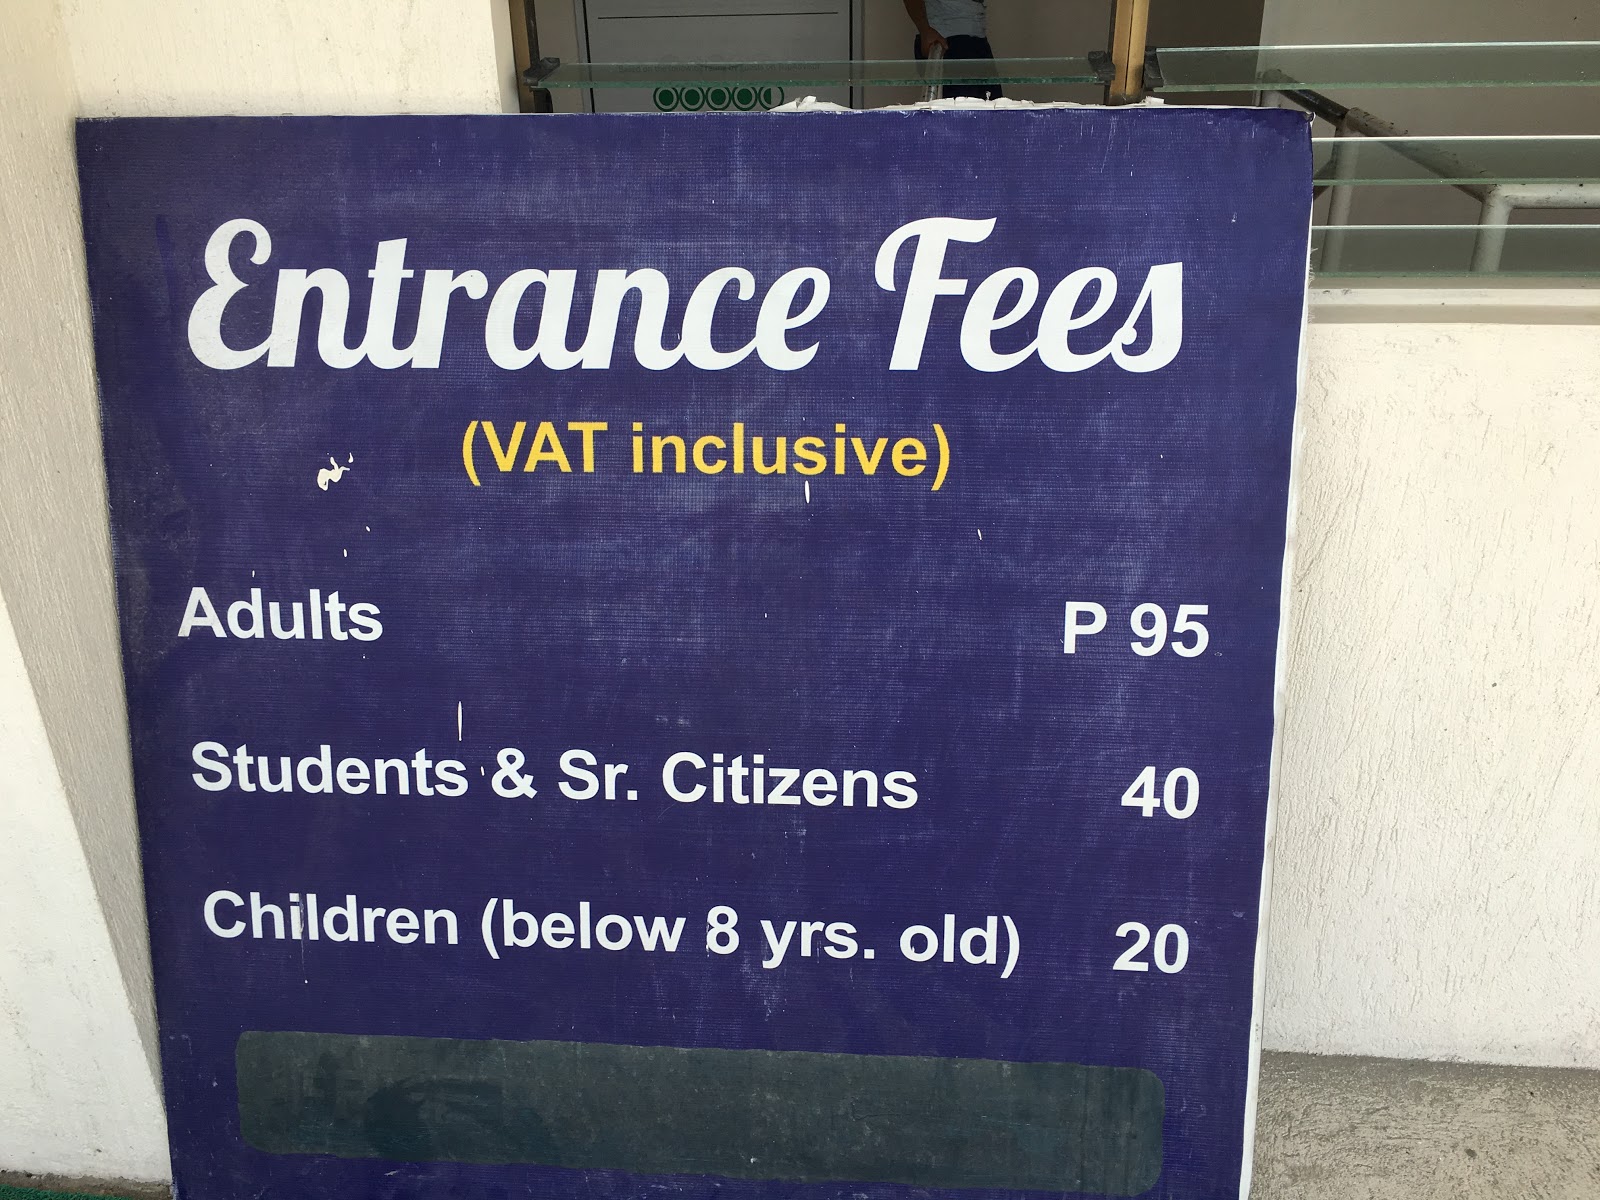 Entrance Fees
(VAT inclusive)
Adults P 95
Students & Sr. Citizens 40
Children (below 8 yrs. old) 20